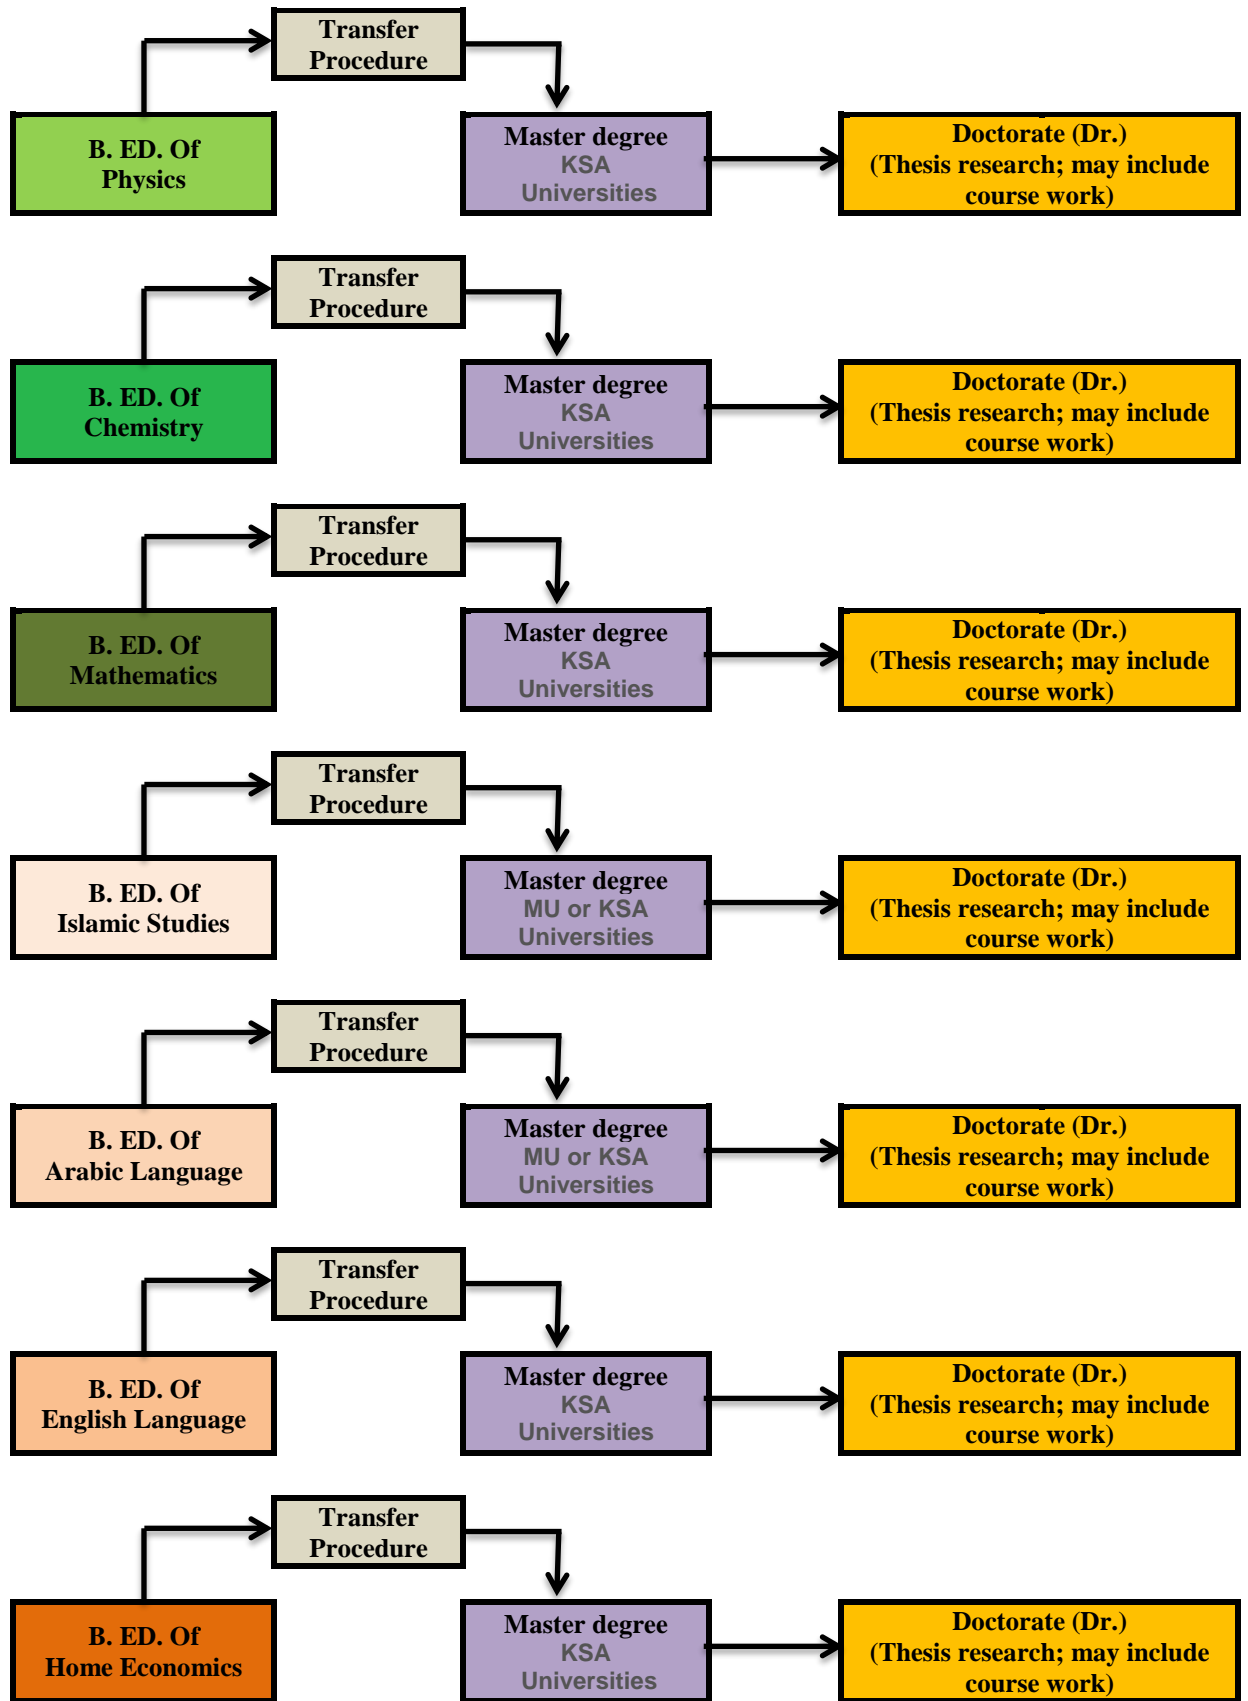 Transfer
Procedure
B. ED. Of
Physics
Master degree
KSA
Universities
Doctorate (Dr.)
(Thesis research; may include
course work)
Transfer
Procedure
B. ED. Of
Chemistry
Master degree
KSA
Universities
Doctorate (Dr.)
(Thesis research; may include
course work)
Transfer
Procedure
B. ED. Of
Mathematics
Master degree
KSA
Universities
Doctorate (Dr.)
(Thesis research; may include
course work)
Transfer
Procedure
B. ED. Of
Islamic Studies
Master degree
MU or KSA
Universities
Doctorate (Dr.)
(Thesis research; may include
course work)
Transfer
Procedure
B. ED. Of
Arabic Language
Master degree
MU or KSA
Universities
Doctorate (Dr.)
(Thesis research; may include
course work)
Transfer
Procedure
B. ED. Of
English Language
Master degree
KSA
Universities
Doctorate (Dr.)
(Thesis research; may include
course work)
Transfer
Procedure
B. ED. Of
Home Economics
Master degree
KSA
Universities
Doctorate (Dr.)
(Thesis research; may include
course work)